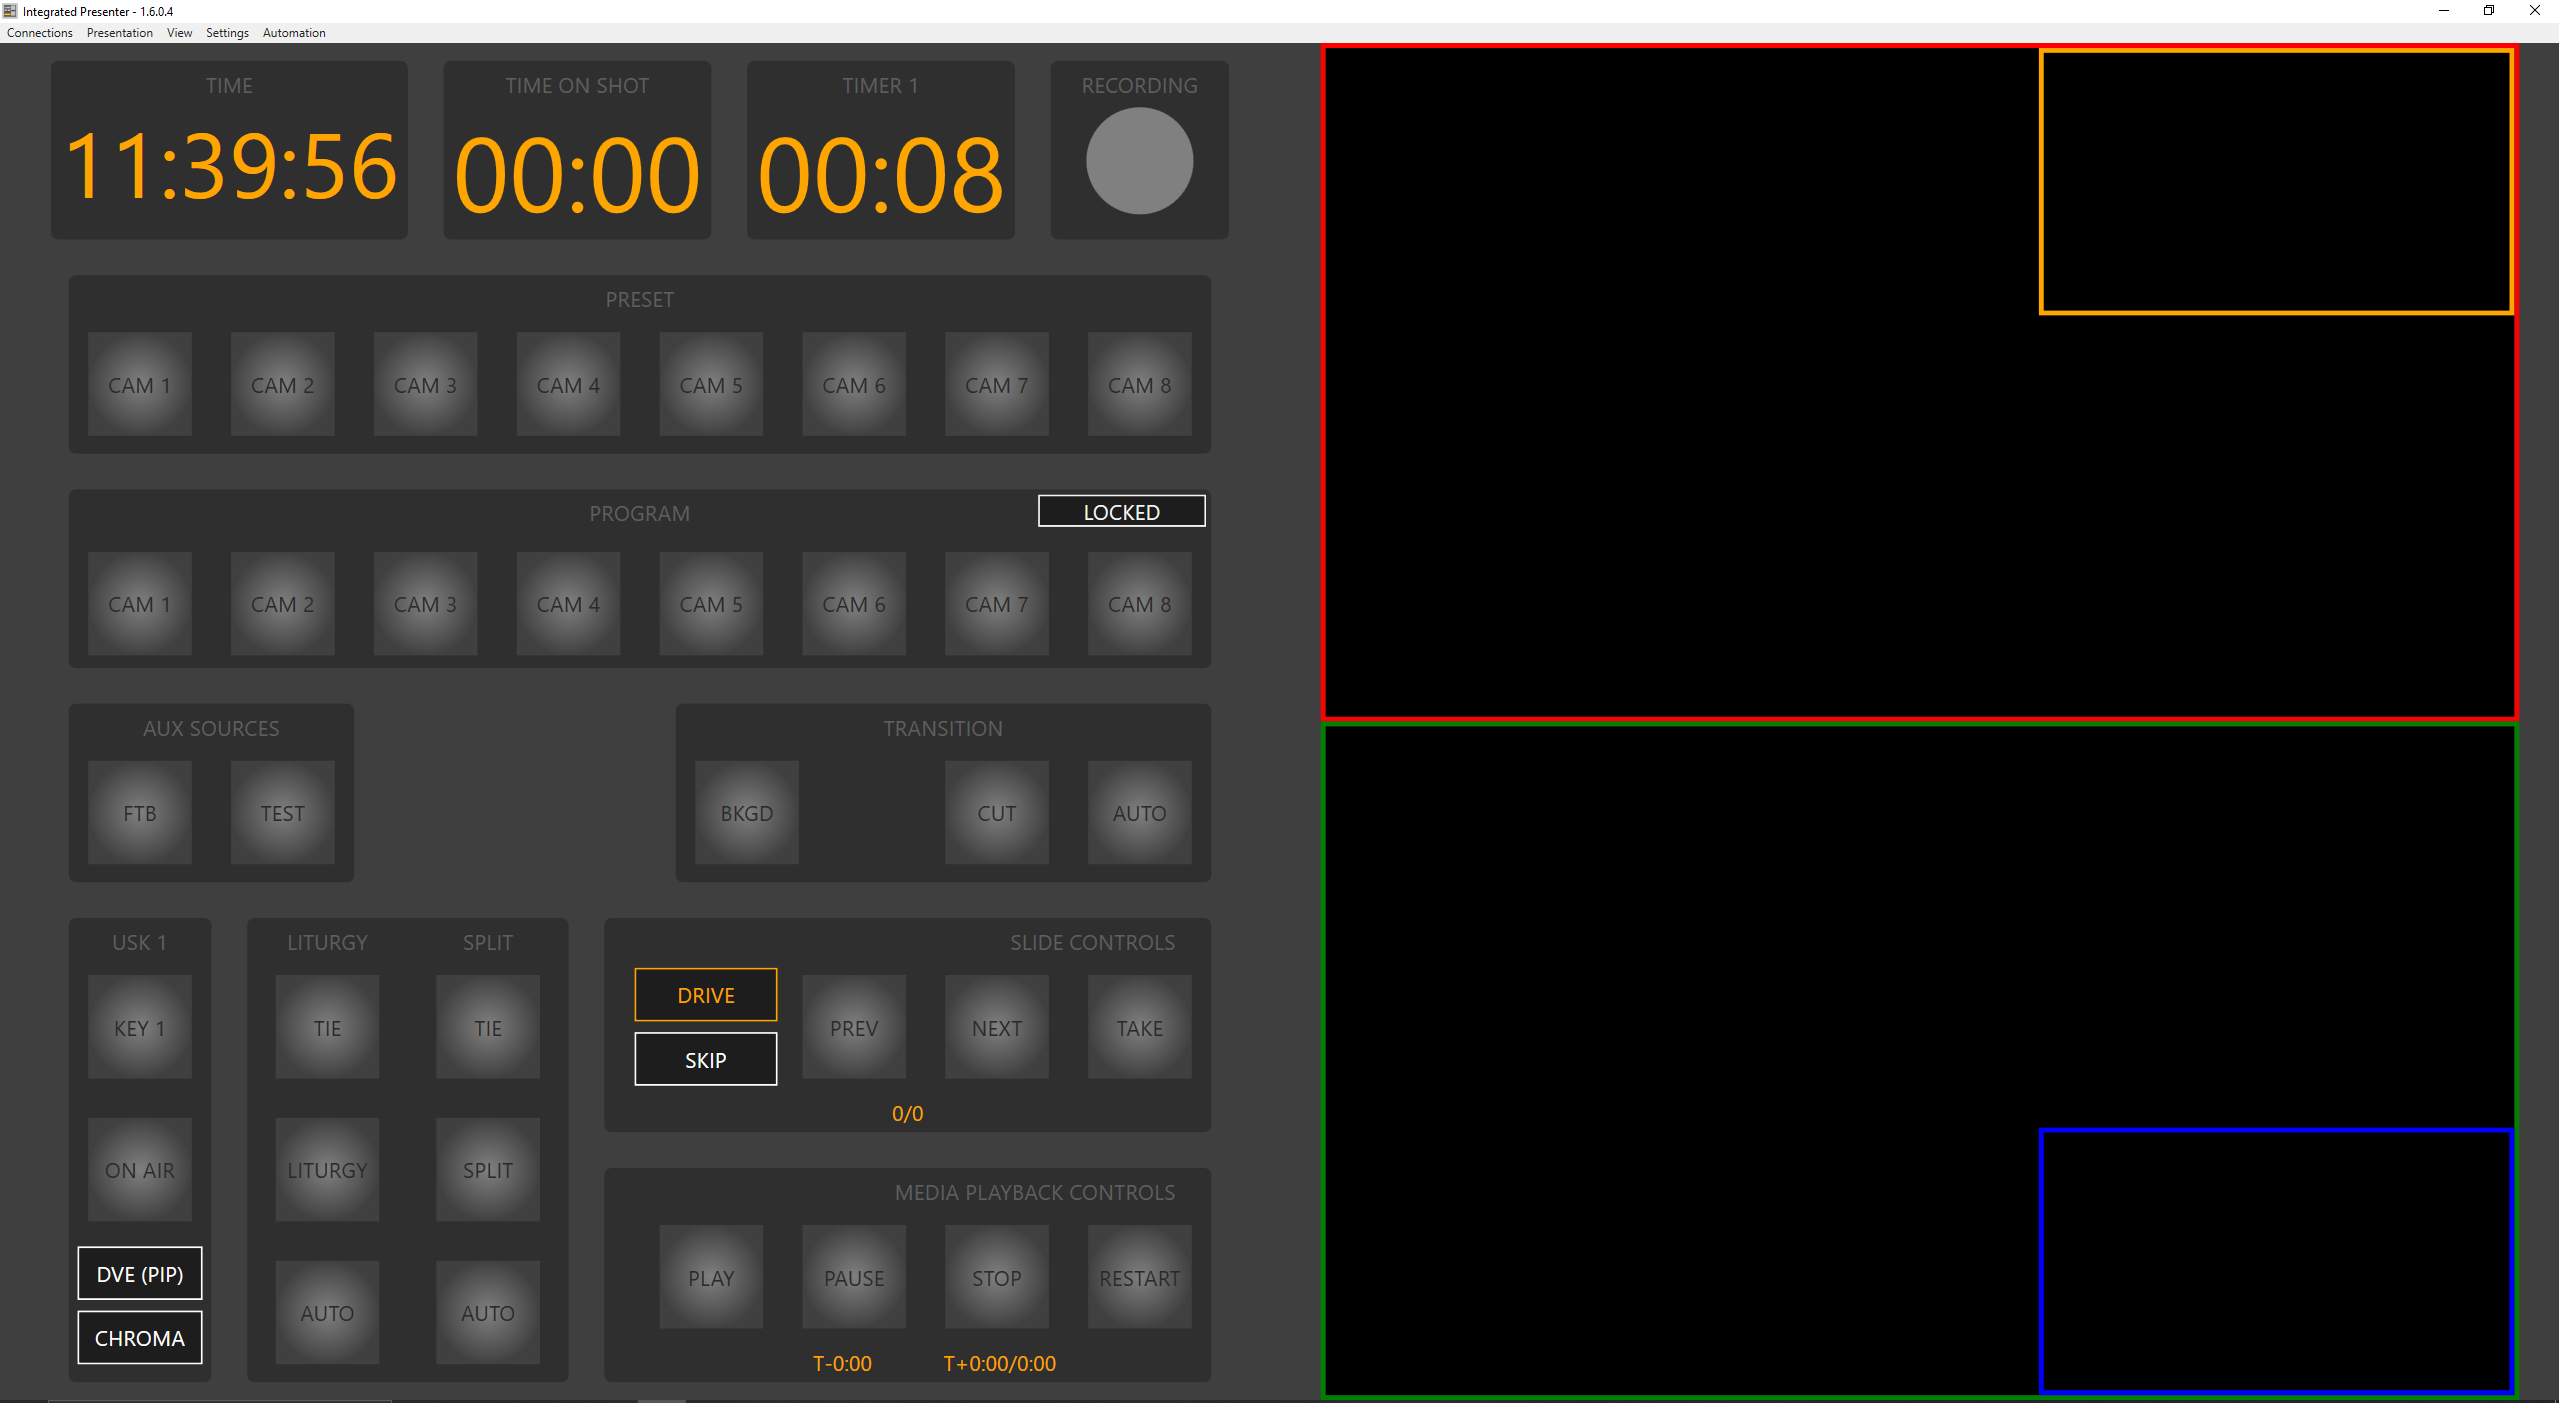 Integrated Presenter - 1.6.0.4
Connections Presentation View Settings Automation
TIME
11:39:56
TIME ON SHOT
00:00
TIMER 1
00:08
RECORDING
PRESET
CAM 1 CAM 2 CAM 3 CAM 4 CAM 5 CAM 6 CAM 7 CAM 8
PROGRAM
LOCKED
CAM 1 CAM 2 CAM 3 CAM 4 CAM 5 CAM 6 CAM 7 CAM 8
AUX SOURCES
FTB TEST
TRANSITION
BKGD CUT AUTO
USK 1
KEY 1
ON AIR
DVE (PIP)
CHROMA
LITURGY SPLIT
TIE TIE
LITURGY SPLIT
AUTO AUTO
SLIDE CONTROLS
DRIVE
SKIP
PREV NEXT TAKE
0/0
MEDIA PLAYBACK CONTROLS
PLAY PAUSE STOP RESTART
T-0:00 T+0:00/0:00